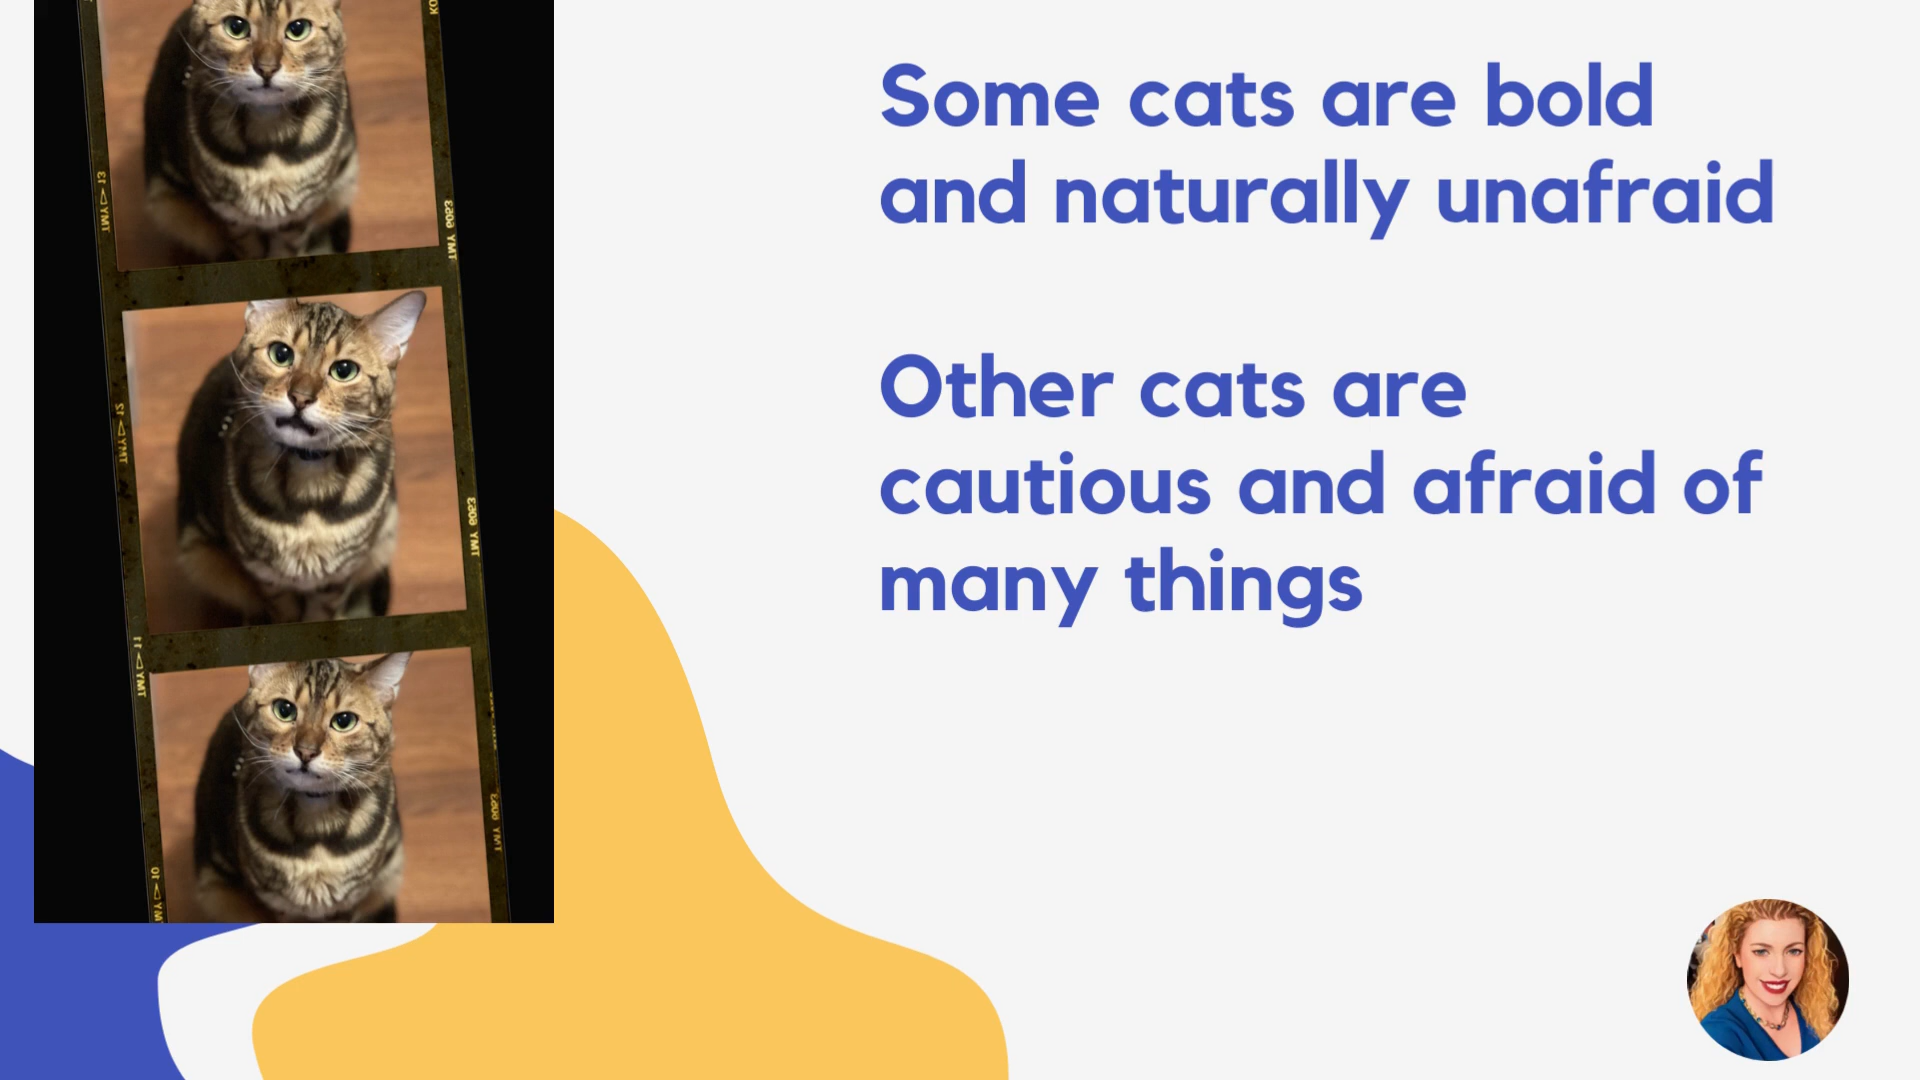 Some cats are bold
and naturally unafraid
Other cats are
cautious and afraid of
many things